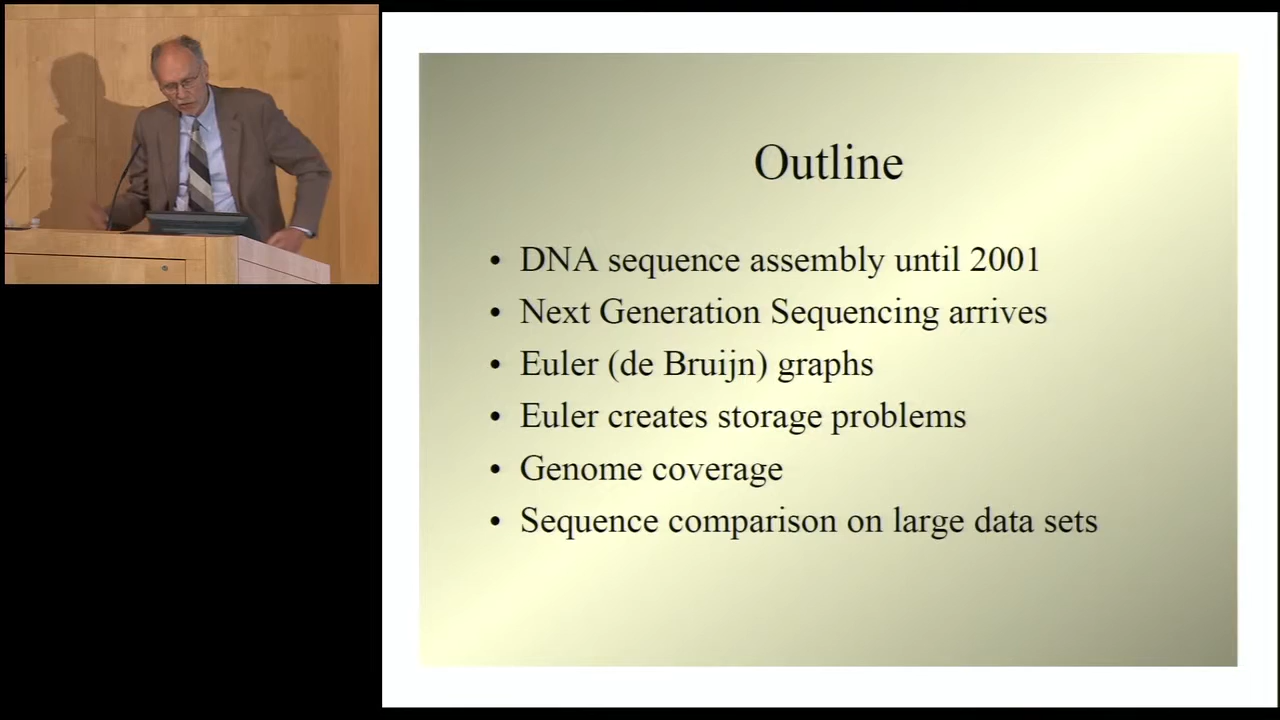 Outline
• DNA sequence assembly until 2001
• Next Generation Sequencing arrives
• Euler (de Bruijn) graphs
• Euler creates storage problems
• Genome coverage
• Sequence comparison on large data sets